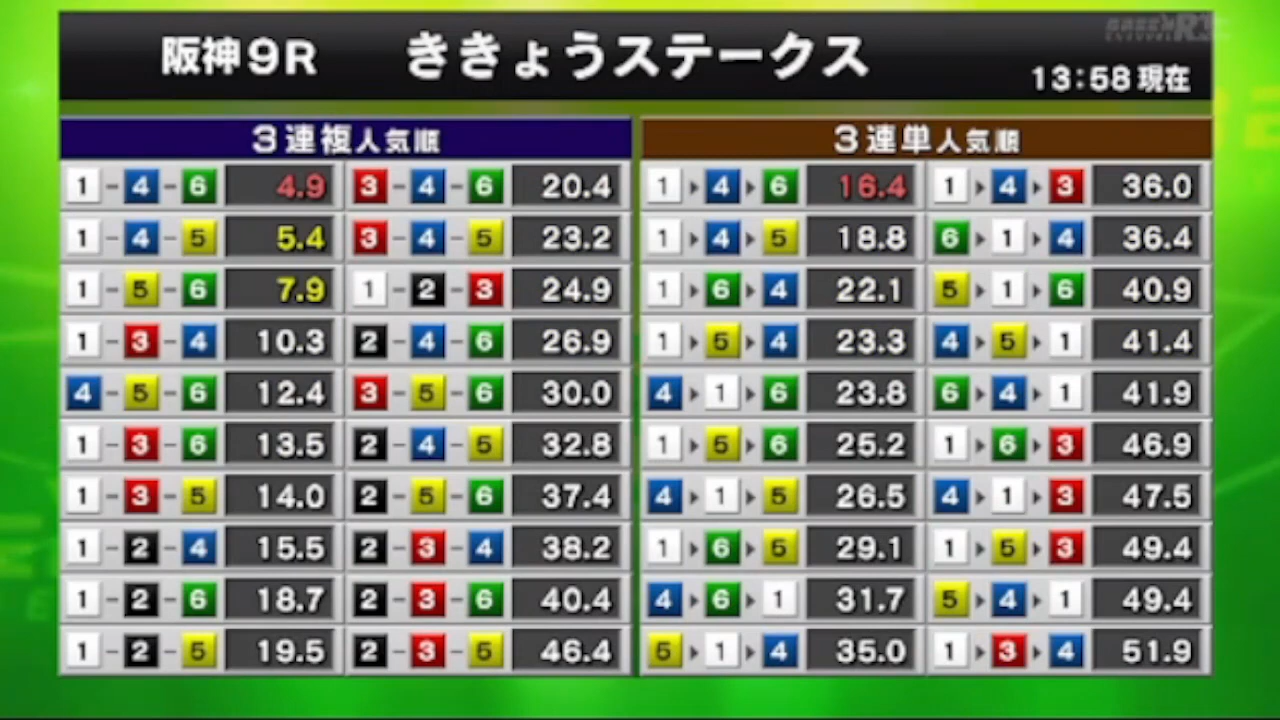 阪神9R ききょうステークス
13:58現在
3連複人気順 3連単人気順
1-4-6 4.9 3-4-6 20.4 1▸4▸6 16.4 1▸4▸3 36.0
1-4-5 5.4 3-4-5 23.2 1▸4▸5 18.8 6▸1▸4 36.4
1-5-6 7.9 1-2-3 24.9 1▸6▸4 22.1 5▸1▸6 40.9
1-3-4 10.3 2-4-6 26.9 1▸5▸4 23.3 4▸5▸1 41.4
4-5-6 12.4 3-5-6 30.0 4▸1▸6 23.8 6▸4▸1 41.9
1-3-6 13.5 2-4-5 32.8 1▸5▸6 25.2 1▸6▸3 46.9
1-3-5 14.0 2-5-6 37.4 4▸1▸5 26.5 4▸1▸3 47.5
1-2-4 15.5 2-3-4 38.2 1▸6▸5 29.1 1▸5▸3 49.4
1-2-6 18.7 2-3-6 40.4 4▸6▸1 31.7 5▸4▸1 49.4
1-2-5 19.5 2-3-5 46.4 5▸1▸4 35.0 1▸3▸4 51.9